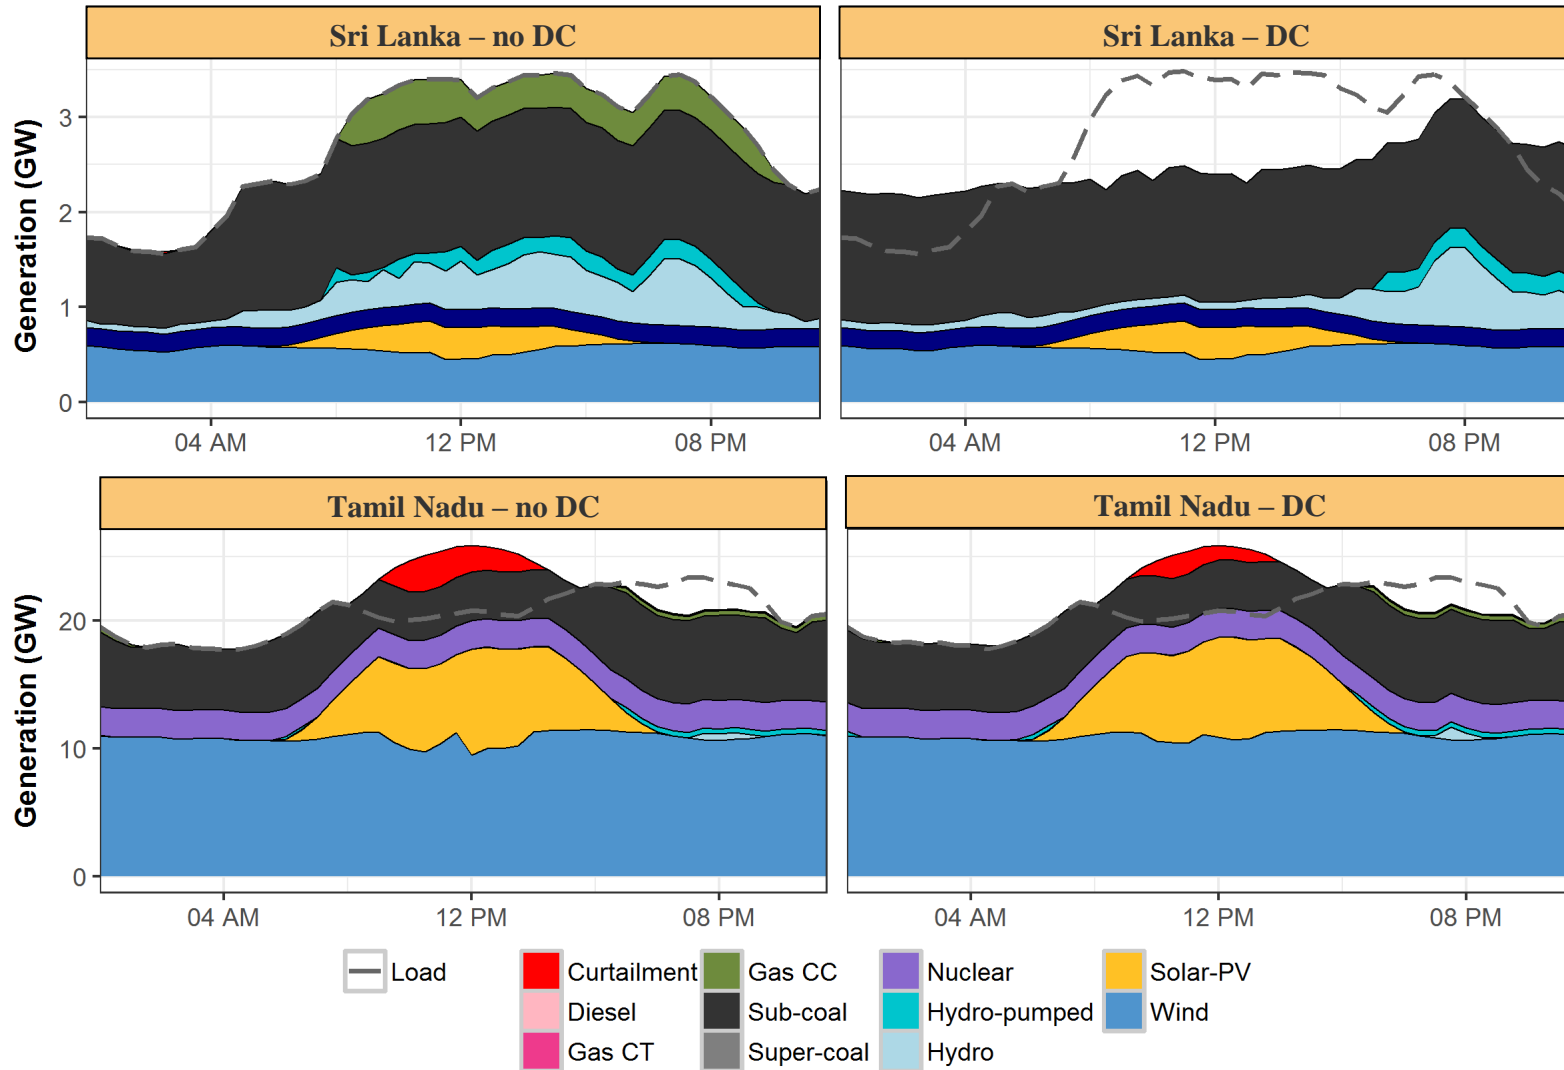 Sri Lanka – no DC
Sri Lanka – DC
Generation (GW)
3
2
1
0
04 AM 12 PM 08 PM
04 AM 12 PM 08 PM
Tamil Nadu – no DC
Tamil Nadu – DC
Generation (GW)
20
10
0
04 AM 12 PM 08 PM
04 AM 12 PM 08 PM
Load
Curtailment
Diesel
Gas CT
Gas CC
Sub-coal
Super-coal
Nuclear
Hydro-pumped
Hydro
Solar-PV
Wind